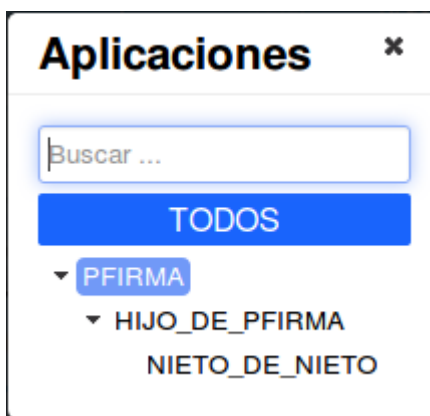 Aplicaciones
Buscar ...
TODOS
PFIRMA
HIJO_DE_PFIRMA
NIETO_DE_NIETO